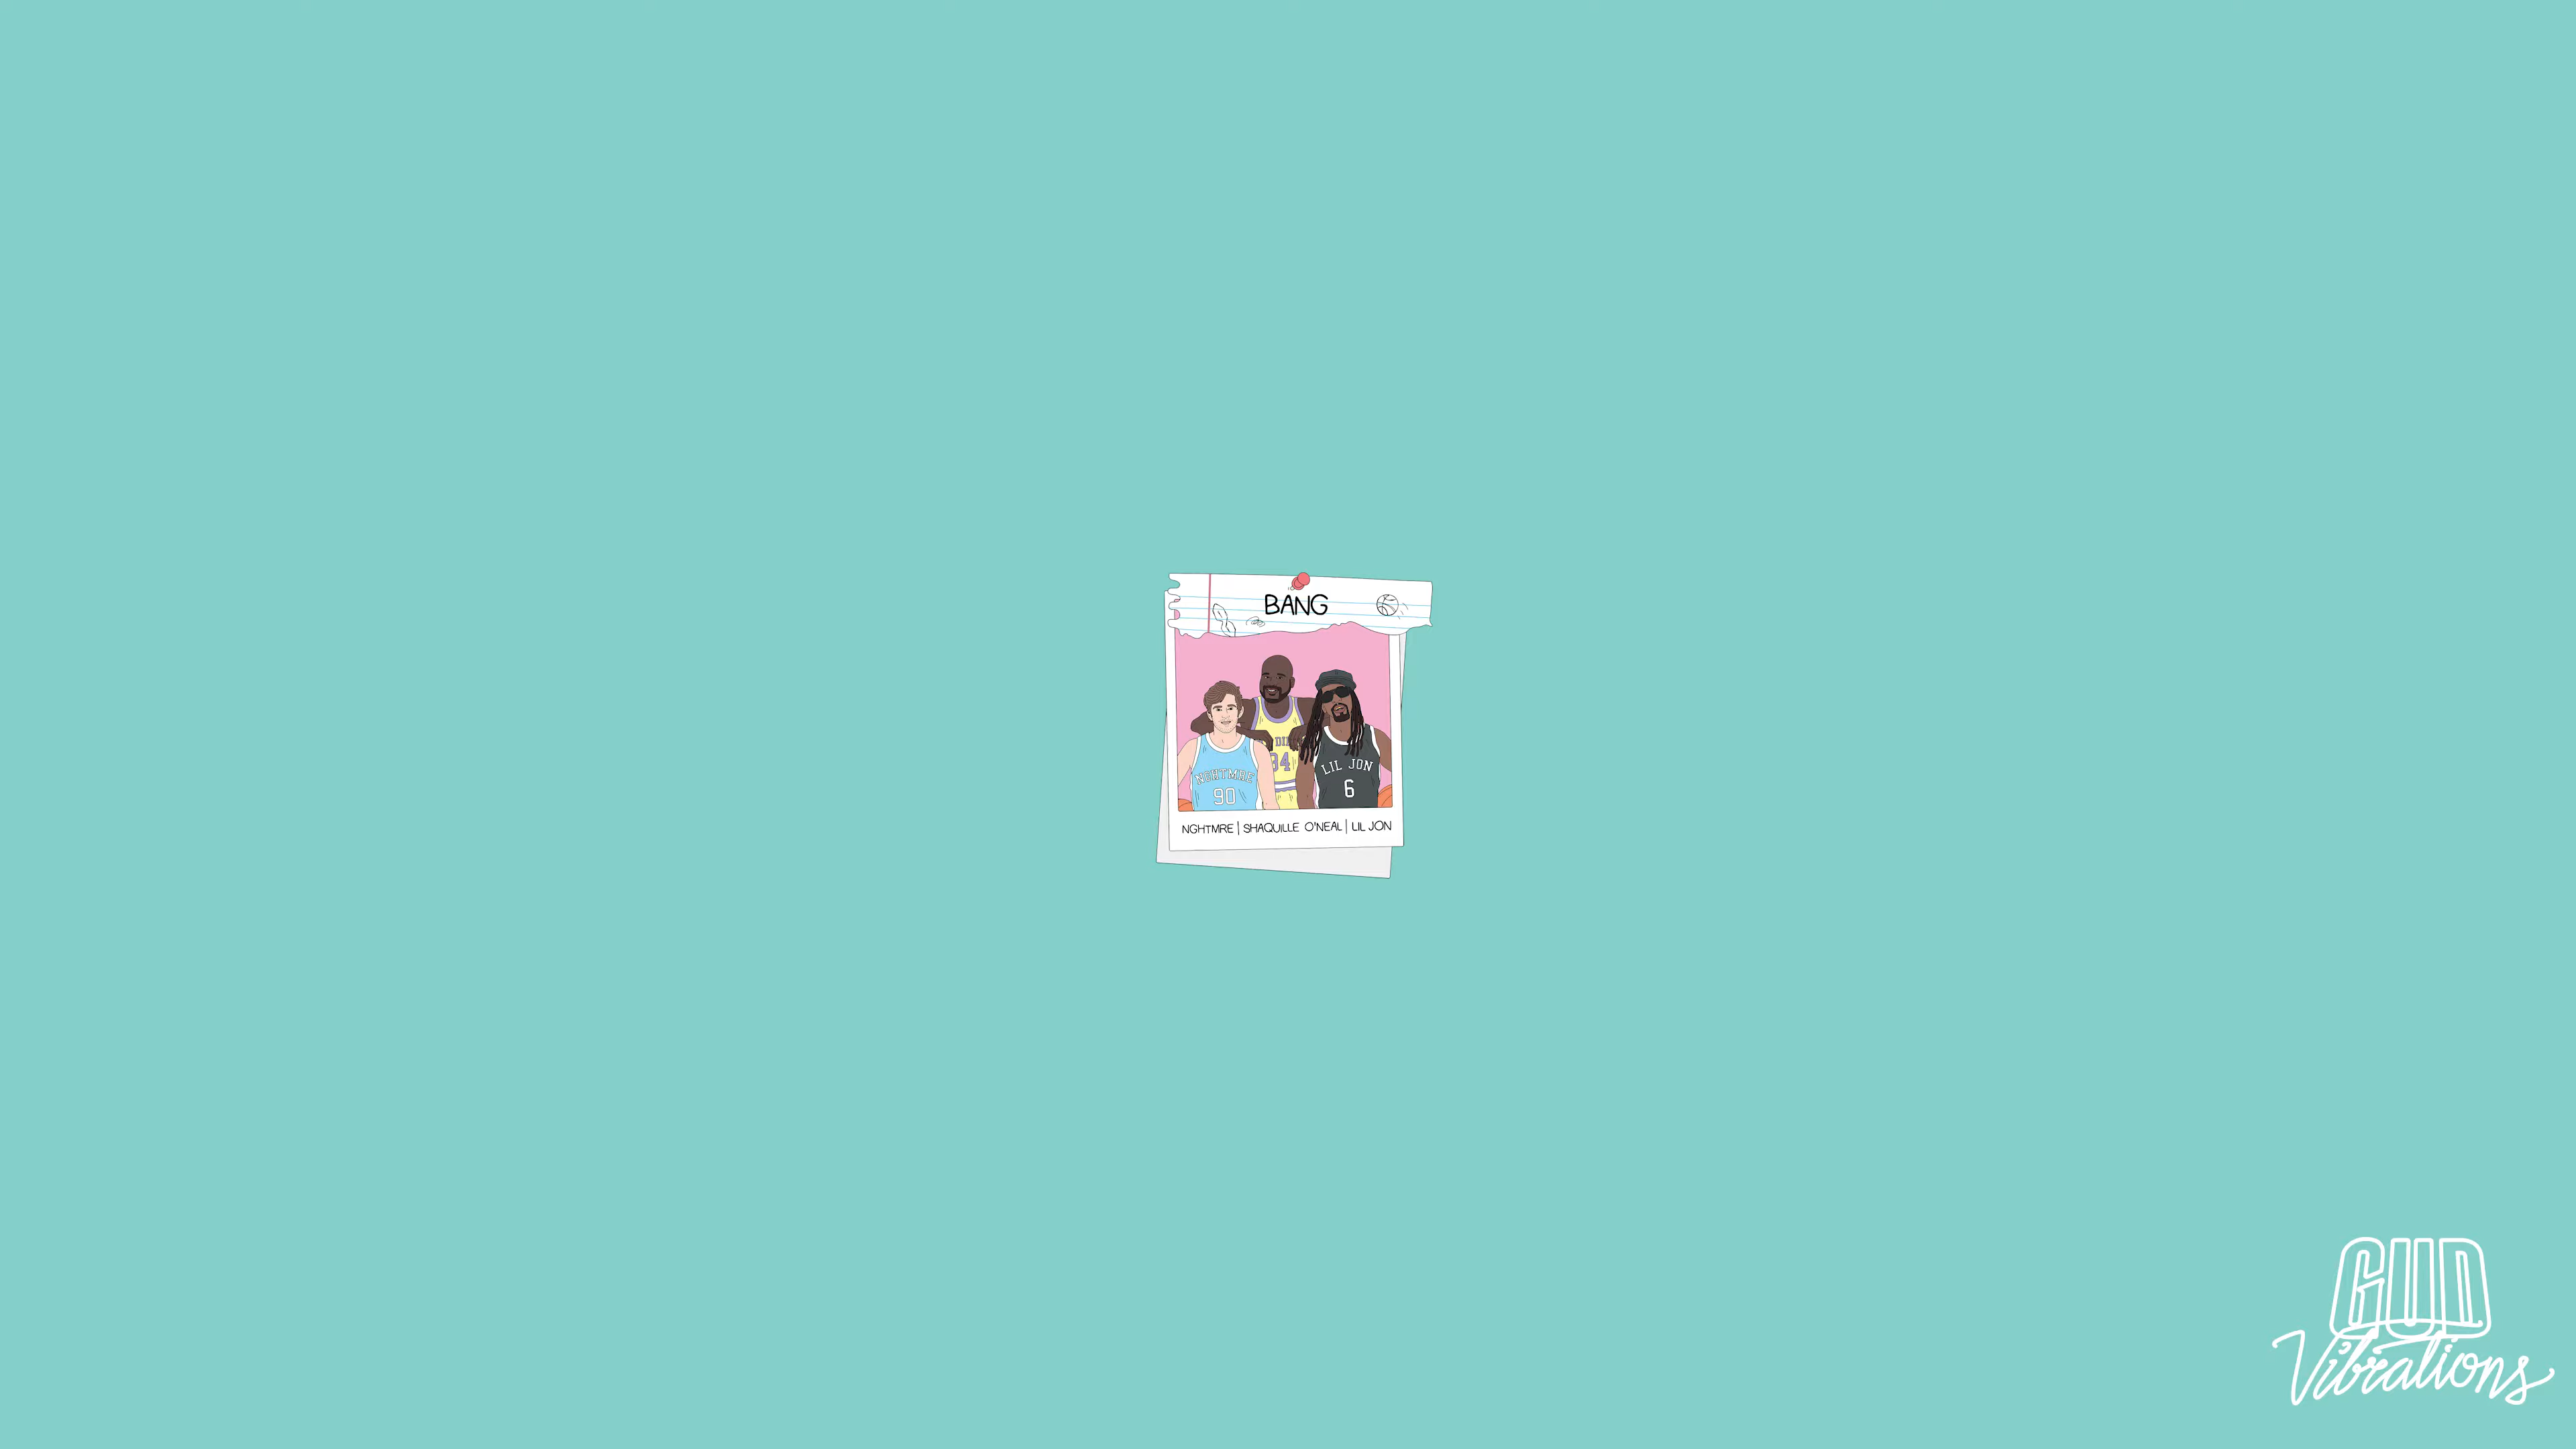 BANG
NGHTMRE
90
34
LIL JON
6
NGHTMRE | SHAQUILLE O'NEAL | LIL JON
GUD
Vibrations